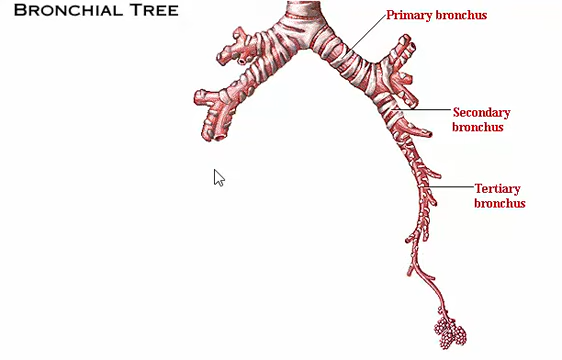 BRONCHIAL TREE
Primary bronchus
Secondary
bronchus
Tertiary
bronchus